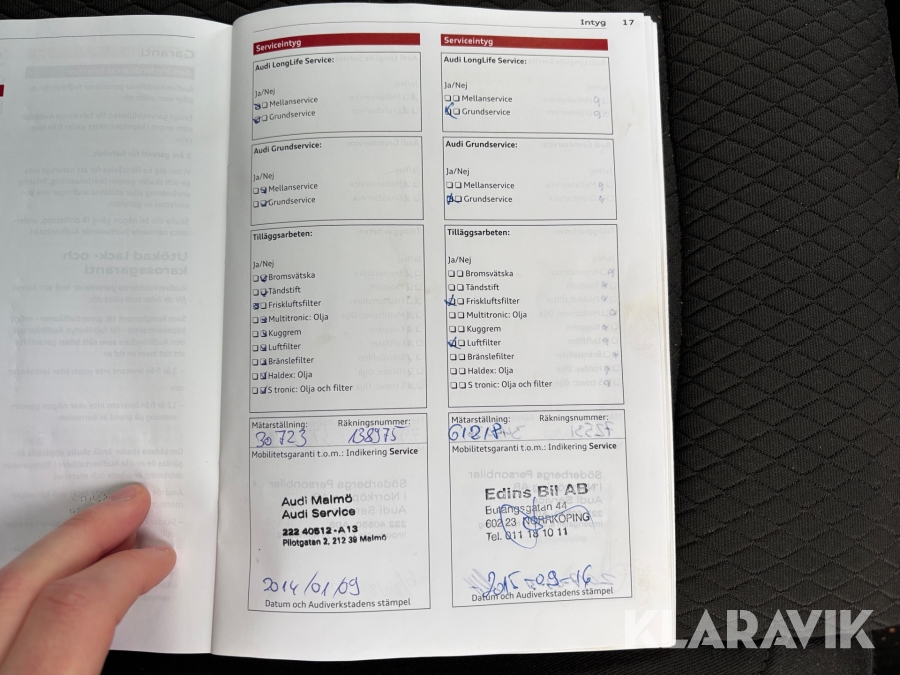 Intyg 17
Serviceintyg
Audi LongLife Service:
Ja/Nej
Mellanservice
Grundservice
Audi Grundservice:
Ja/Nej
Mellanservice
Grundservice
Tilläggsarbeten:
Ja/Nej
Bromsvätska
Tändstift
Friskluftsfilter
Multitronic: Olja
Kuggrem
Luftfilter
Bränslefilter
Haldex: Olja
S tronic: Olja och filter
Mätarställning: Räkningsnummer:
30723 138975
Mobilitetsgaranti t.o.m.: Indikering Service
Audi Malmö
Audi Service
222 40512-A13
Pilotgatan 2, 212 39 Malmö
2014/01/09
Datum och Audiverkstadens stämpel
Serviceintyg
Audi LongLife Service:
Ja/Nej
Mellanservice
Grundservice
Audi Grundservice:
Ja/Nej
Mellanservice
Grundservice
Tilläggsarbeten:
Ja/Nej
Bromsvätska
Tändstift
Friskluftsfilter
Multitronic: Olja
Kuggrem
Luftfilter
Bränslefilter
Haldex: Olja
S tronic: Olja och filter
Mätarställning: Räkningsnummer:
61218
Mobilitetsgaranti t.o.m.: Indikering Service
Edins Bil AB
44
602 23 NORRKÖPING
Tel. 011 18 10 11
2015-09-16
Datum och Audiverkstadens stämpel
KLARAVIK